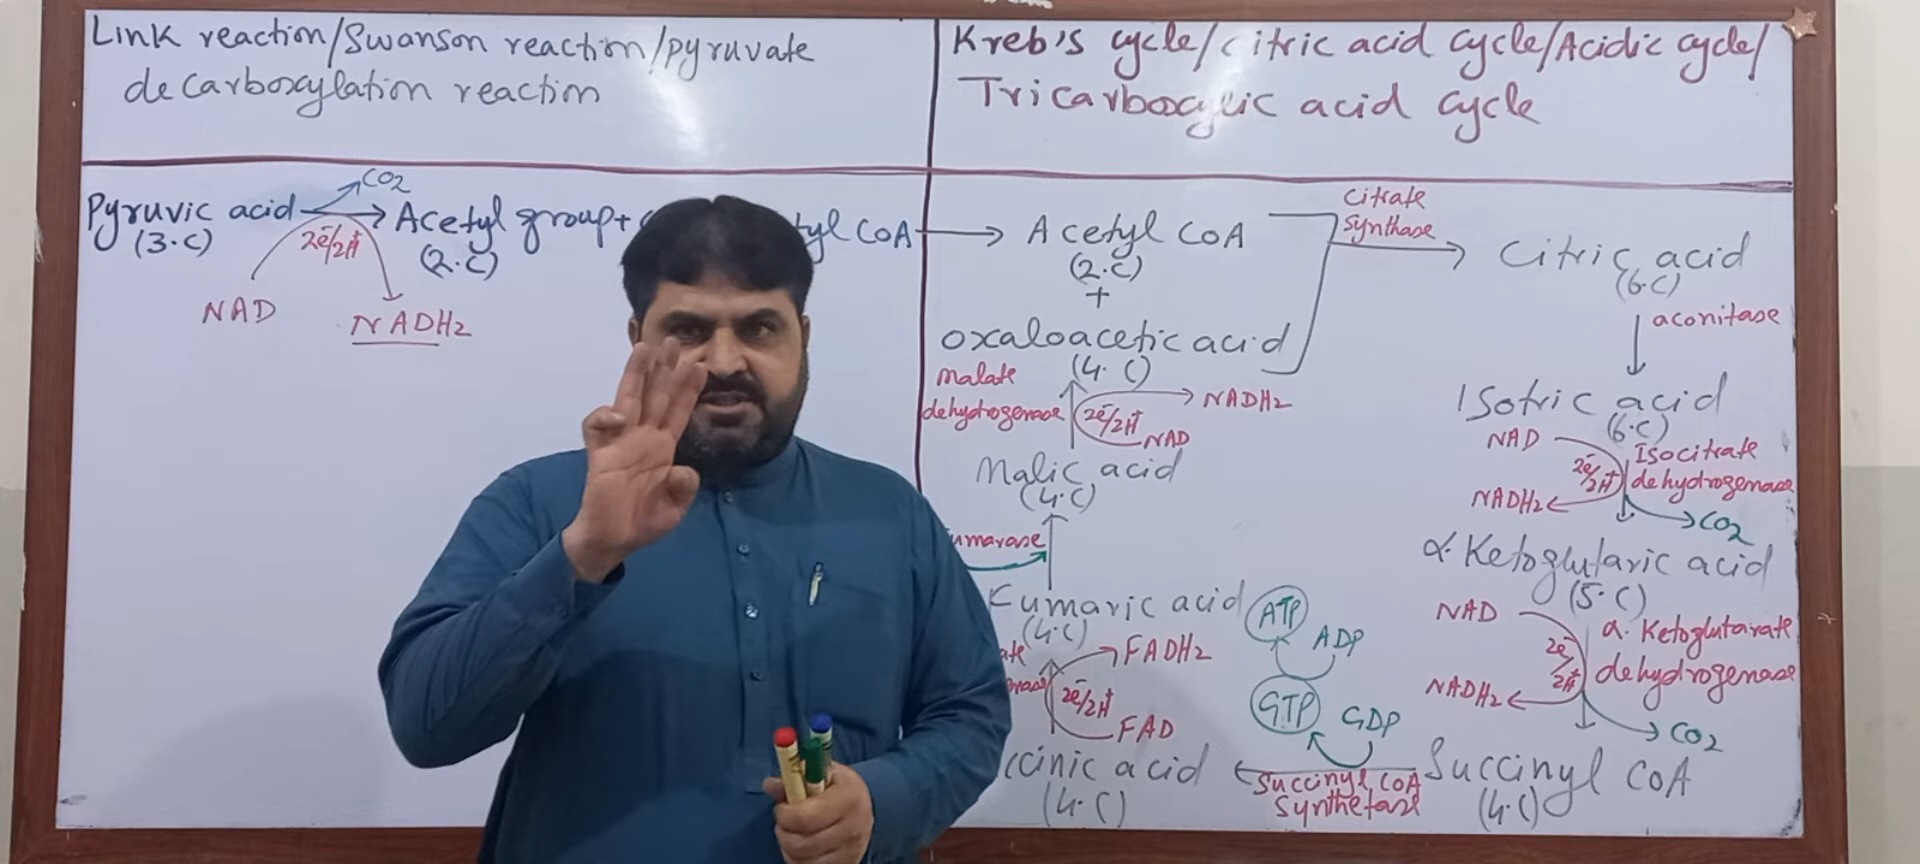 Link reaction/Swanson reaction/pyruvate
decarboxylation reaction
Kreb's cycle/citric acid cycle/Acidic cycle/
Tricarboxylic acid cycle
Pyruvic acid
(3.C)
CO2
2e-/2H+
NAD
NADH2
Acetyl group+
(2.C)
CoA
Acetyl CoA
(2.C)
+
oxaloacetic acid
(4.C)
Citrate
Synthase
Citric acid
(6.C)
aconitase
Isotric acid
(6.C)
NAD
2e-/2H+
NADH2
Isocitrate
dehydrogenase
CO2
α.Ketoglutaric acid
(5.C)
NAD
2e-/2H+
NADH2
α.Ketoglutarate
dehydrogenase
CO2
Succinyl CoA
(4.C)
Succinyl CoA
Synthetase
GDP
GTP
ADP
ATP
acid
(4.C)
FAD
2e-/2H+
FADH2
Fumaric acid
(4.C)
Malic acid
(4.C)
malate
dehydrogenase
NAD
2e-/2H+
NADH2